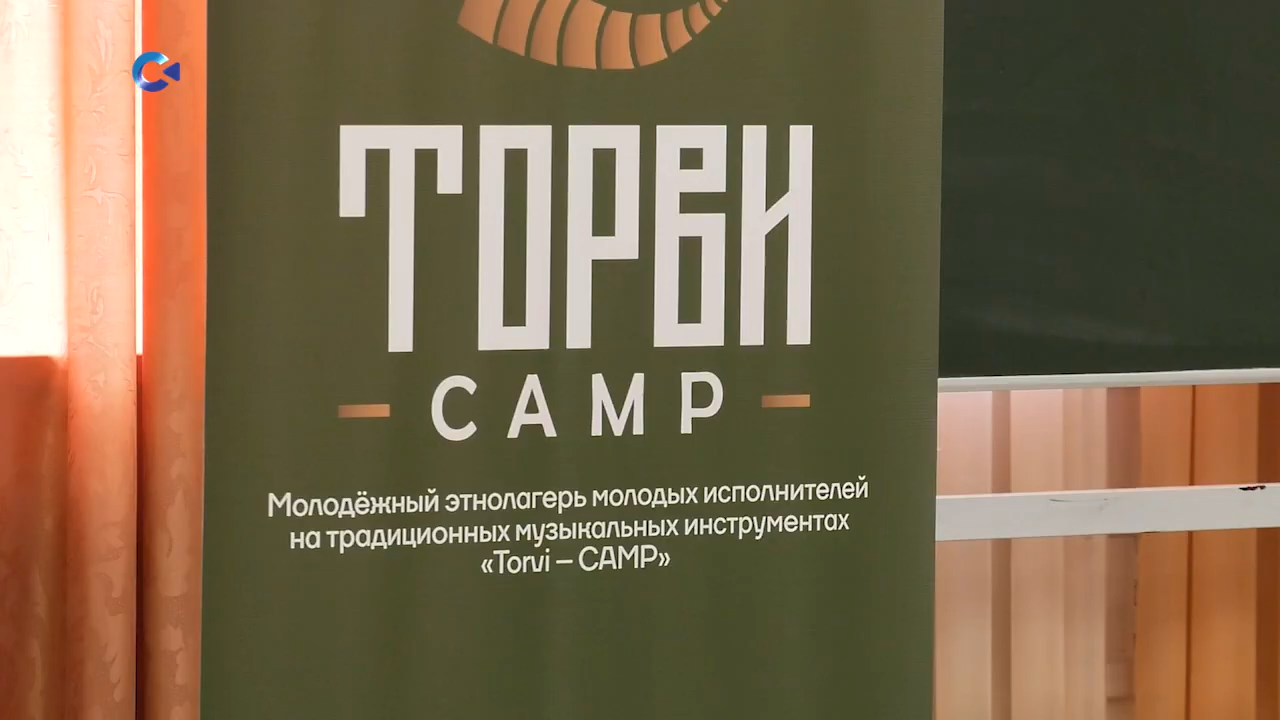 ТОРВИ
CAMP
Молодёжный этнолагерь молодых исполнителей
на традиционных музыкальных инструментах
«Torvi – CAMP»